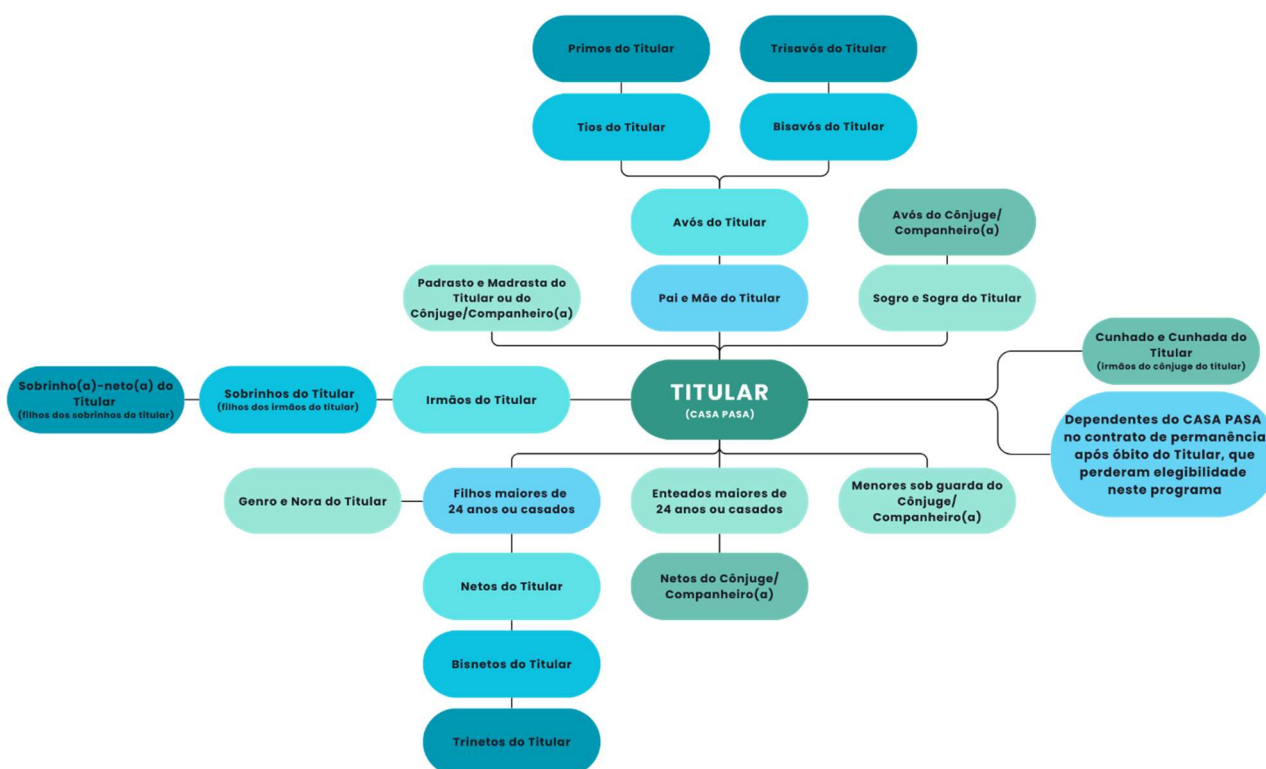 Primos do Titular
Trisavós do Titular
Tios do Titular
Bisavós do Titular
Avós do Titular
Avós do Cônjuge/
Companheiro(a)
Padrasto e Madrasta do
Titular ou do
Cônjuge/Companheiro(a)
Pai e Mãe do Titular
Sogro e Sogra do Titular
Cunhado e Cunhada do
Titular
(irmãos do cônjuge do titular)
Sobrinho(a)-neto(a) do
Titular
(filhos dos sobrinhos do titular)
Sobrinhos do Titular
(filhos dos irmãos do titular)
Irmãos do Titular
TITULAR
(CASA PASA)
Dependentes do CASA PASA
no contrato de permanência
após óbito do Titular, que
perderam elegibilidade
neste programa
Genro e Nora do Titular
Filhos maiores de
24 anos ou casados
Enteados maiores de
24 anos ou casados
Menores sob guarda do
Cônjuge/
Companheiro(a)
Netos do Titular
Netos do Cônjuge/
Companheiro(a)
Bisnetos do Titular
Trinetos do Titular